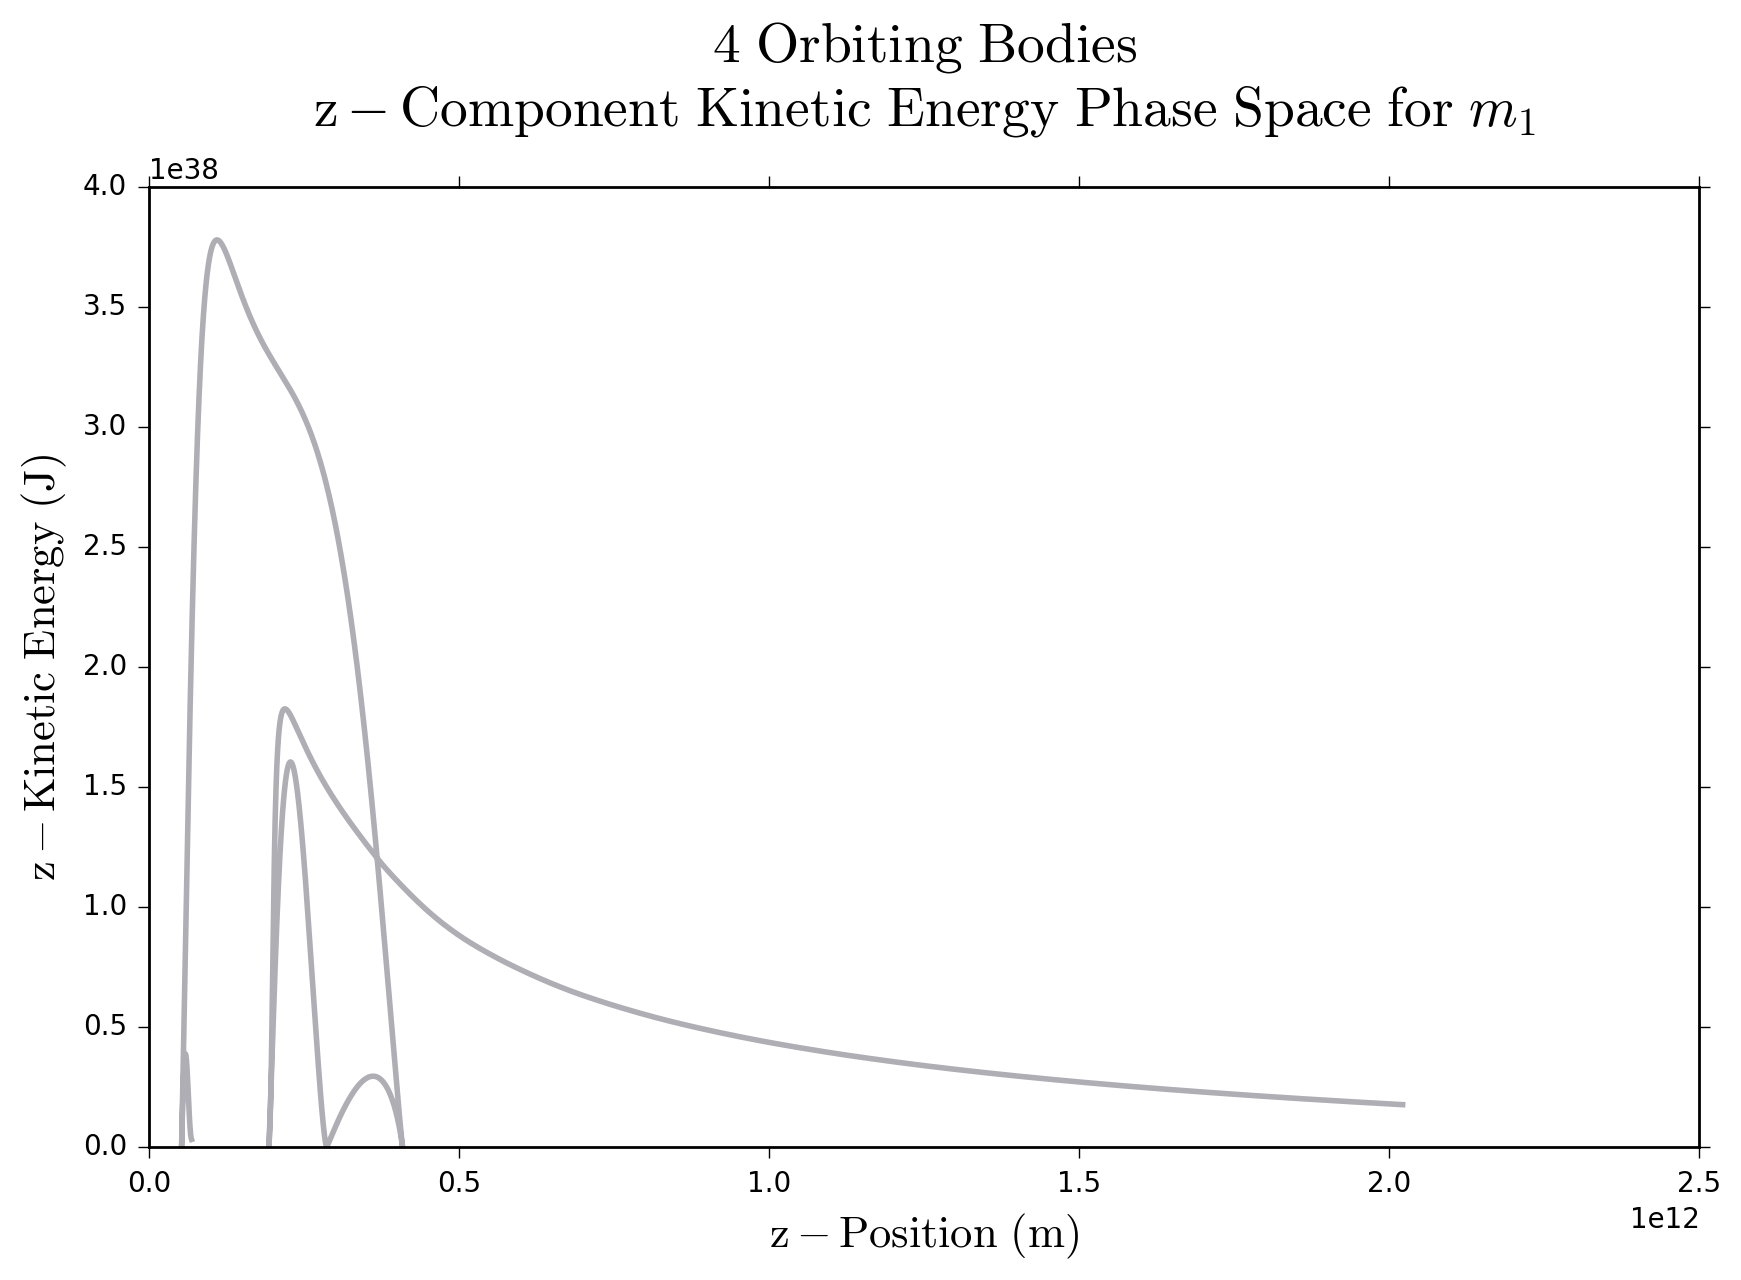 4 Orbiting Bodies
z − Component Kinetic Energy Phase Space for m₁
1e38
4.0
3.5
3.0
2.5
2.0
1.5
1.0
0.5
0.0
z − Kinetic Energy (J)
0.0 0.5 1.0 1.5 2.0 2.5
1e12
z − Position (m)